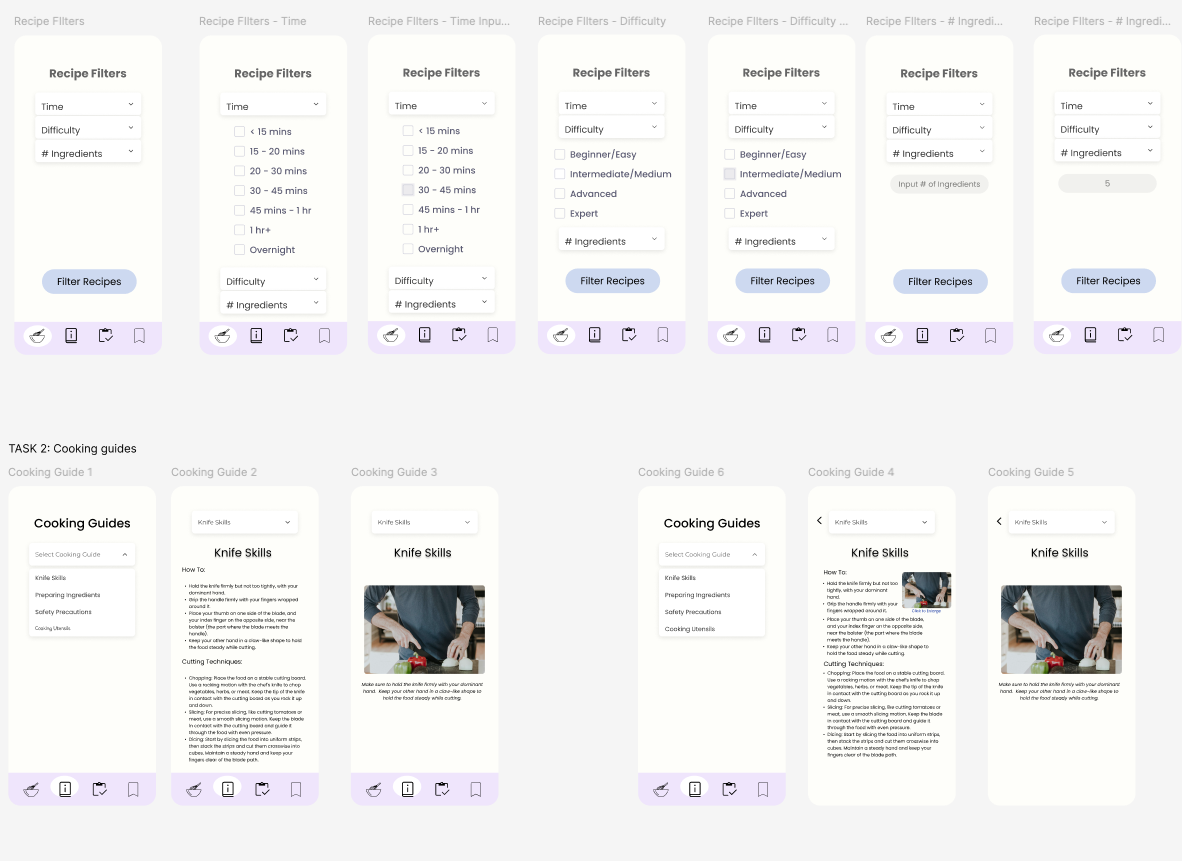 Recipe FIlters
Recipe FIlters - Time
Recipe FIlters - Time Inpu...
Recipe FIlters - Difficulty
Recipe FIlters - Difficulty ...
Recipe FIlters - # Ingredi...
Recipe FIlters - # Ingredi...
Recipe Filters
Time
Difficulty
# Ingredients
Filter Recipes
Recipe Filters
Time
< 15 mins
15 - 20 mins
20 - 30 mins
30 - 45 mins
45 mins - 1 hr
1 hr+
Overnight
Difficulty
# Ingredients
Recipe Filters
Time
< 15 mins
15 - 20 mins
20 - 30 mins
30 - 45 mins
45 mins - 1 hr
1 hr+
Overnight
Difficulty
# Ingredients
Recipe Filters
Time
Difficulty
Beginner/Easy
Intermediate/Medium
Advanced
Expert
# Ingredients
Filter Recipes
Recipe Filters
Time
Difficulty
Beginner/Easy
Intermediate/Medium
Advanced
Expert
# Ingredients
Filter Recipes
Recipe Filters
Time
Difficulty
# Ingredients
Input # of Ingredients
Filter Recipes
Recipe Filters
Time
Difficulty
# Ingredients
5
Filter Recipes
TASK 2: Cooking guides
Cooking Guide 1
Cooking Guide 2
Cooking Guide 3
Cooking Guide 6
Cooking Guide 4
Cooking Guide 5
Cooking Guides
Select Cooking Guide
Knife Skills
Preparing Ingredients
Safety Precautions
Cooking Utensils
Knife Skills
Knife Skills
How To:
• Hold the knife firmly but not too tightly, with your
dominant hand.
• Grip the handle firmly with your fingers wrapped
around it.
• Place your thumb on one side of the blade, and
your index finger on the opposite side, near the
bolster (the part where the blade meets the
handle).
• Keep your other hand in a claw-like shape to hold
the food steady while cutting.
Cutting Techniques:
• Chopping: Place the food on a stable cutting board.
Use a rocking motion with the chef's knife to chop
vegetables, herbs, or meat. Keep the tip of the knife
in contact with the cutting board as you rock it up
and down.
• Slicing: For precise slicing, like cutting tomatoes or
meat, use a smooth slicing motion. Keep the blade
in contact with the cutting board and guide it
through the food with even pressure.
• Dicing: Start by slicing the food into uniform strips,
then stack the strips and cut them crosswise into
cubes. Maintain a steady hand and keep your
fingers clear of the blade path.
Knife Skills
Knife Skills
Make sure to hold the knife firmly with your dominant
hand. Keep your other hand in a claw-like shape to
hold the food steady while cutting.
Cooking Guides
Select Cooking Guide
Knife Skills
Preparing Ingredients
Safety Precautions
Cooking Utensils
Knife Skills
Knife Skills
How To:
• Hold the knife firmly but not too
tightly, with your dominant
hand.
• Grip the handle firmly with your
fingers wrapped around it.
Click to Enlarge
• Place your thumb on one side of the blade,
and your index finger on the opposite side,
near the bolster (the part where the blade
meets the handle).
• Keep your other hand in a claw-like shape to
hold the food steady while cutting.
Cutting Techniques:
• Chopping: Place the food on a stable cutting board.
Use a rocking motion with the chef's knife to chop
vegetables, herbs, or meat. Keep the tip of the knife
in contact with the cutting board as you rock it up
and down.
• Slicing: For precise slicing, like cutting tomatoes or
meat, use a smooth slicing motion. Keep the blade
in contact with the cutting board and guide it
through the food with even pressure.
• Dicing: Start by slicing the food into uniform strips,
then stack the strips and cut them crosswise into
cubes. Maintain a steady hand and keep your
fingers clear of the blade path.
Knife Skills
Knife Skills
Make sure to hold the knife firmly with your dominant
hand. Keep your other hand in a claw-like shape to
hold the food steady while cutting.